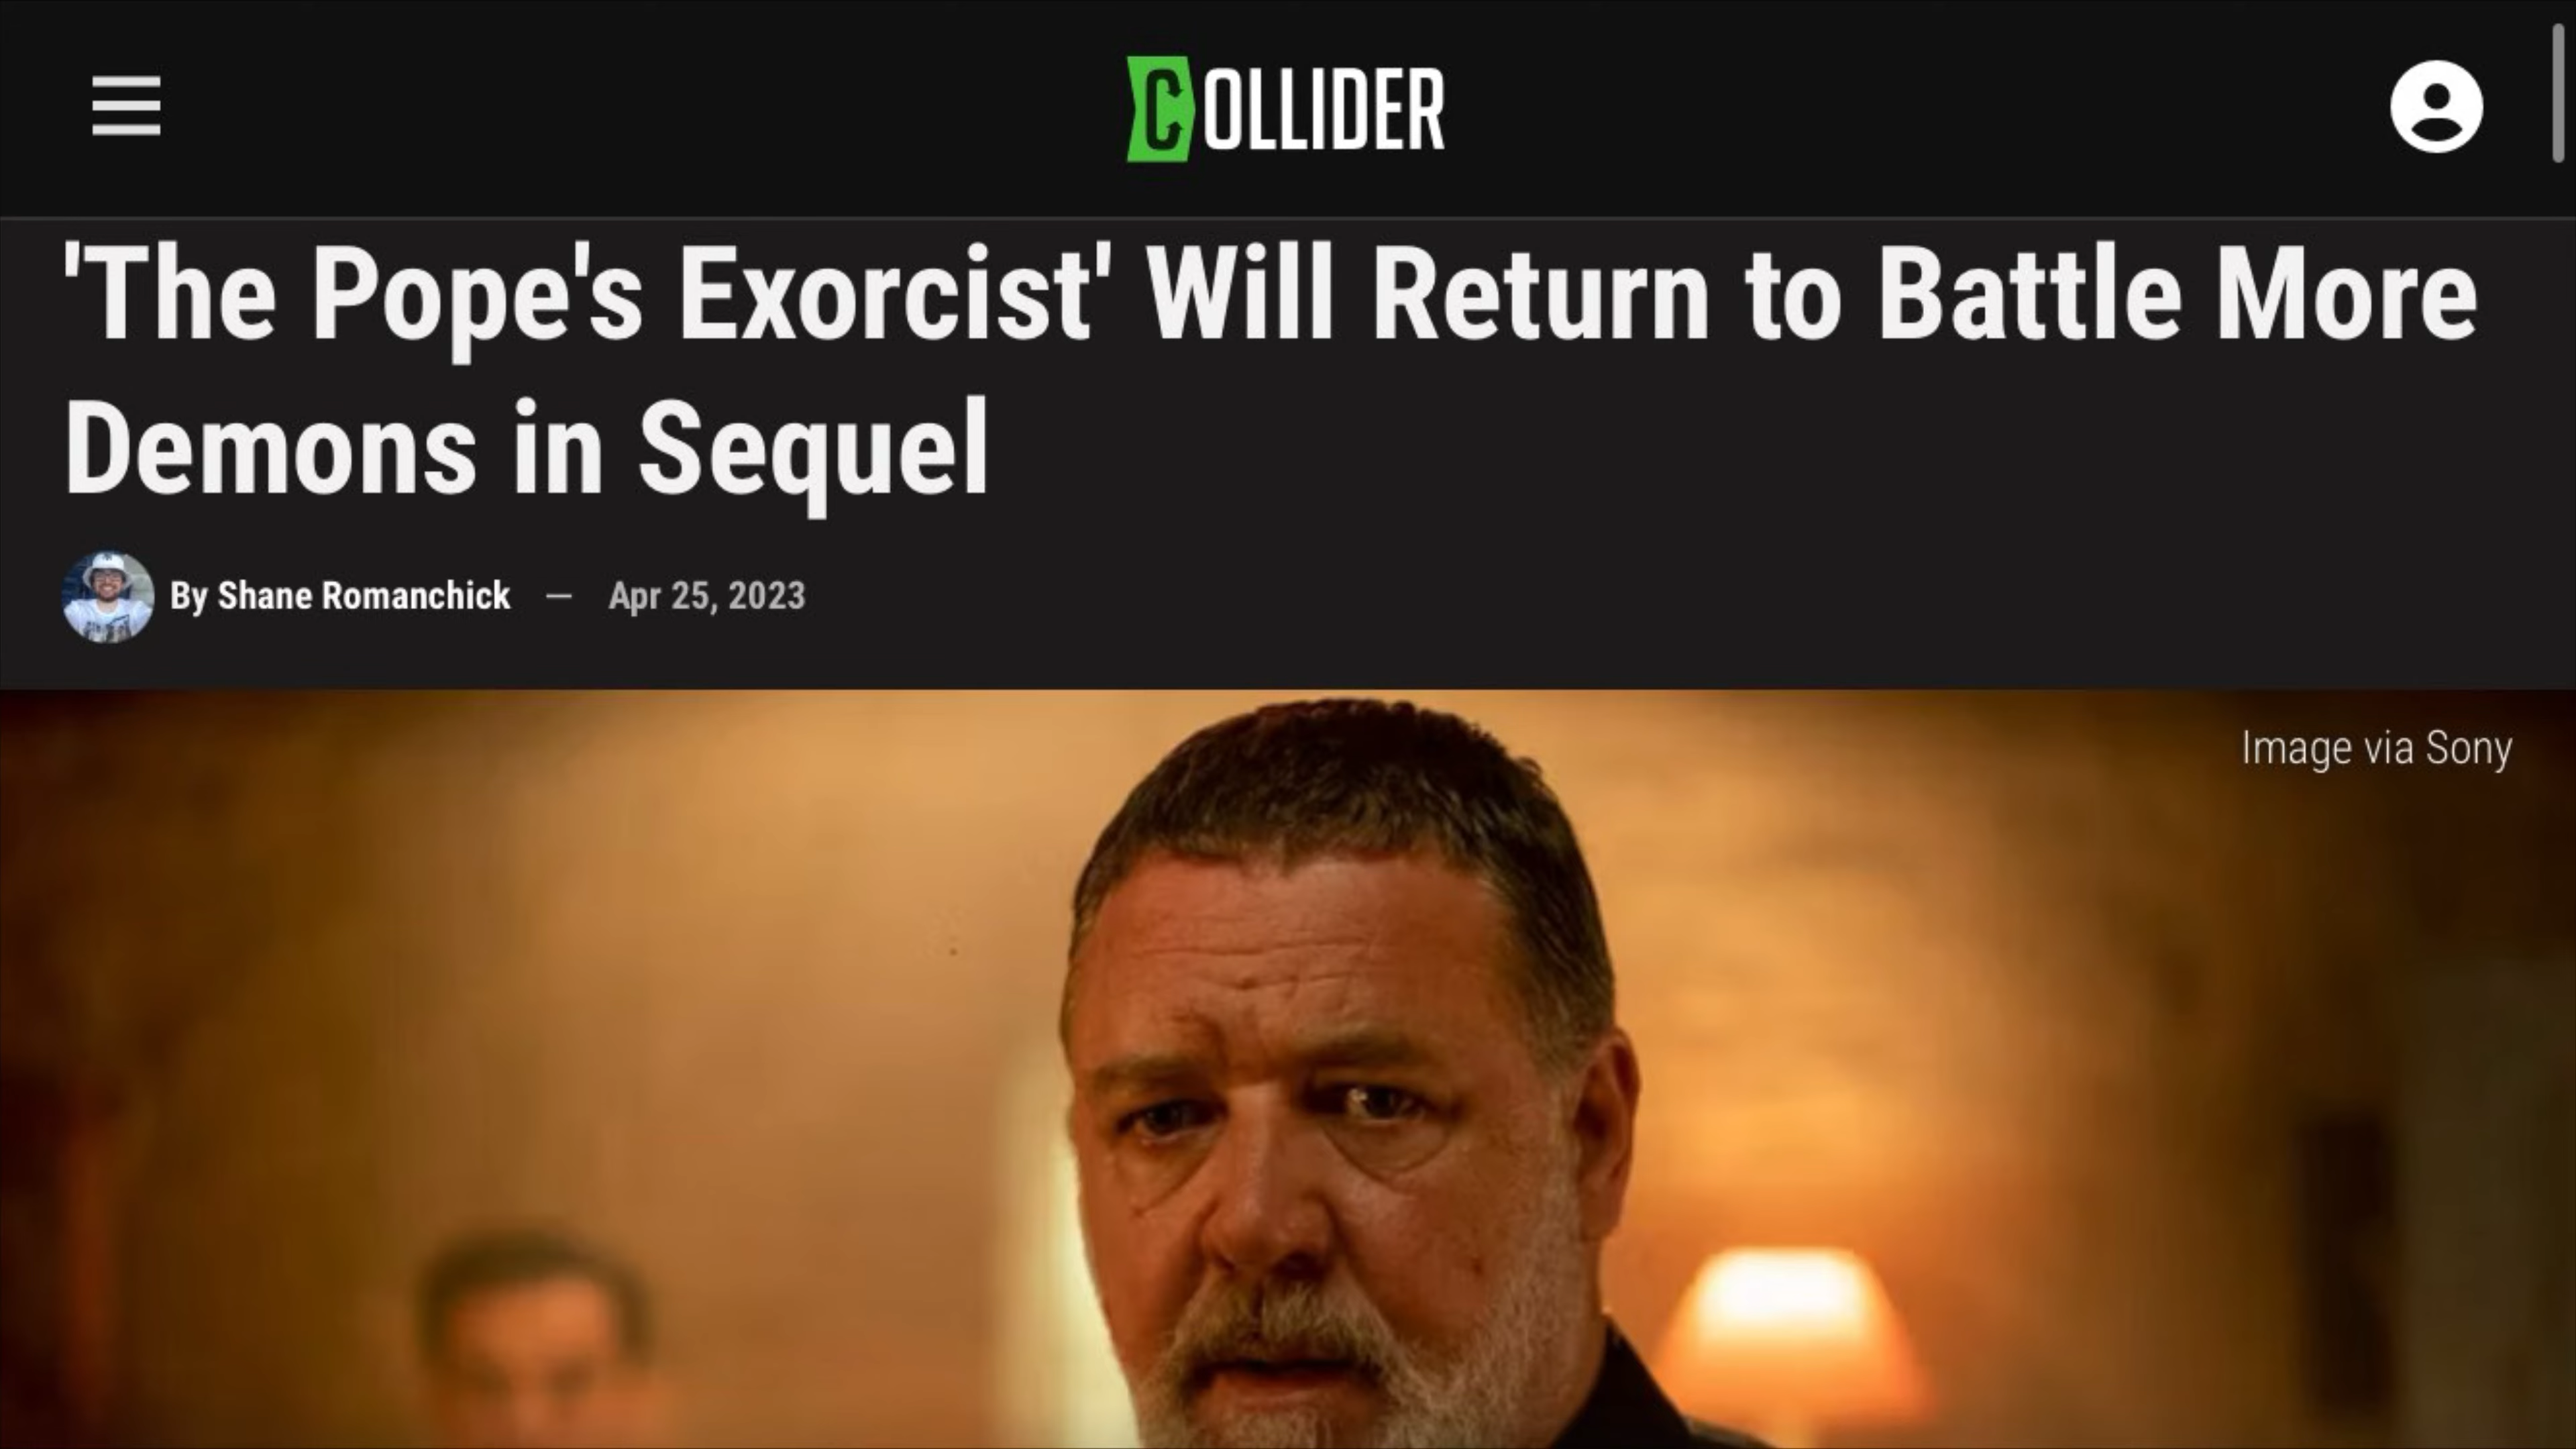 COLLIDER
'The Pope's Exorcist' Will Return to Battle More
Demons in Sequel
By Shane Romanchick — Apr 25, 2023
Image via Sony